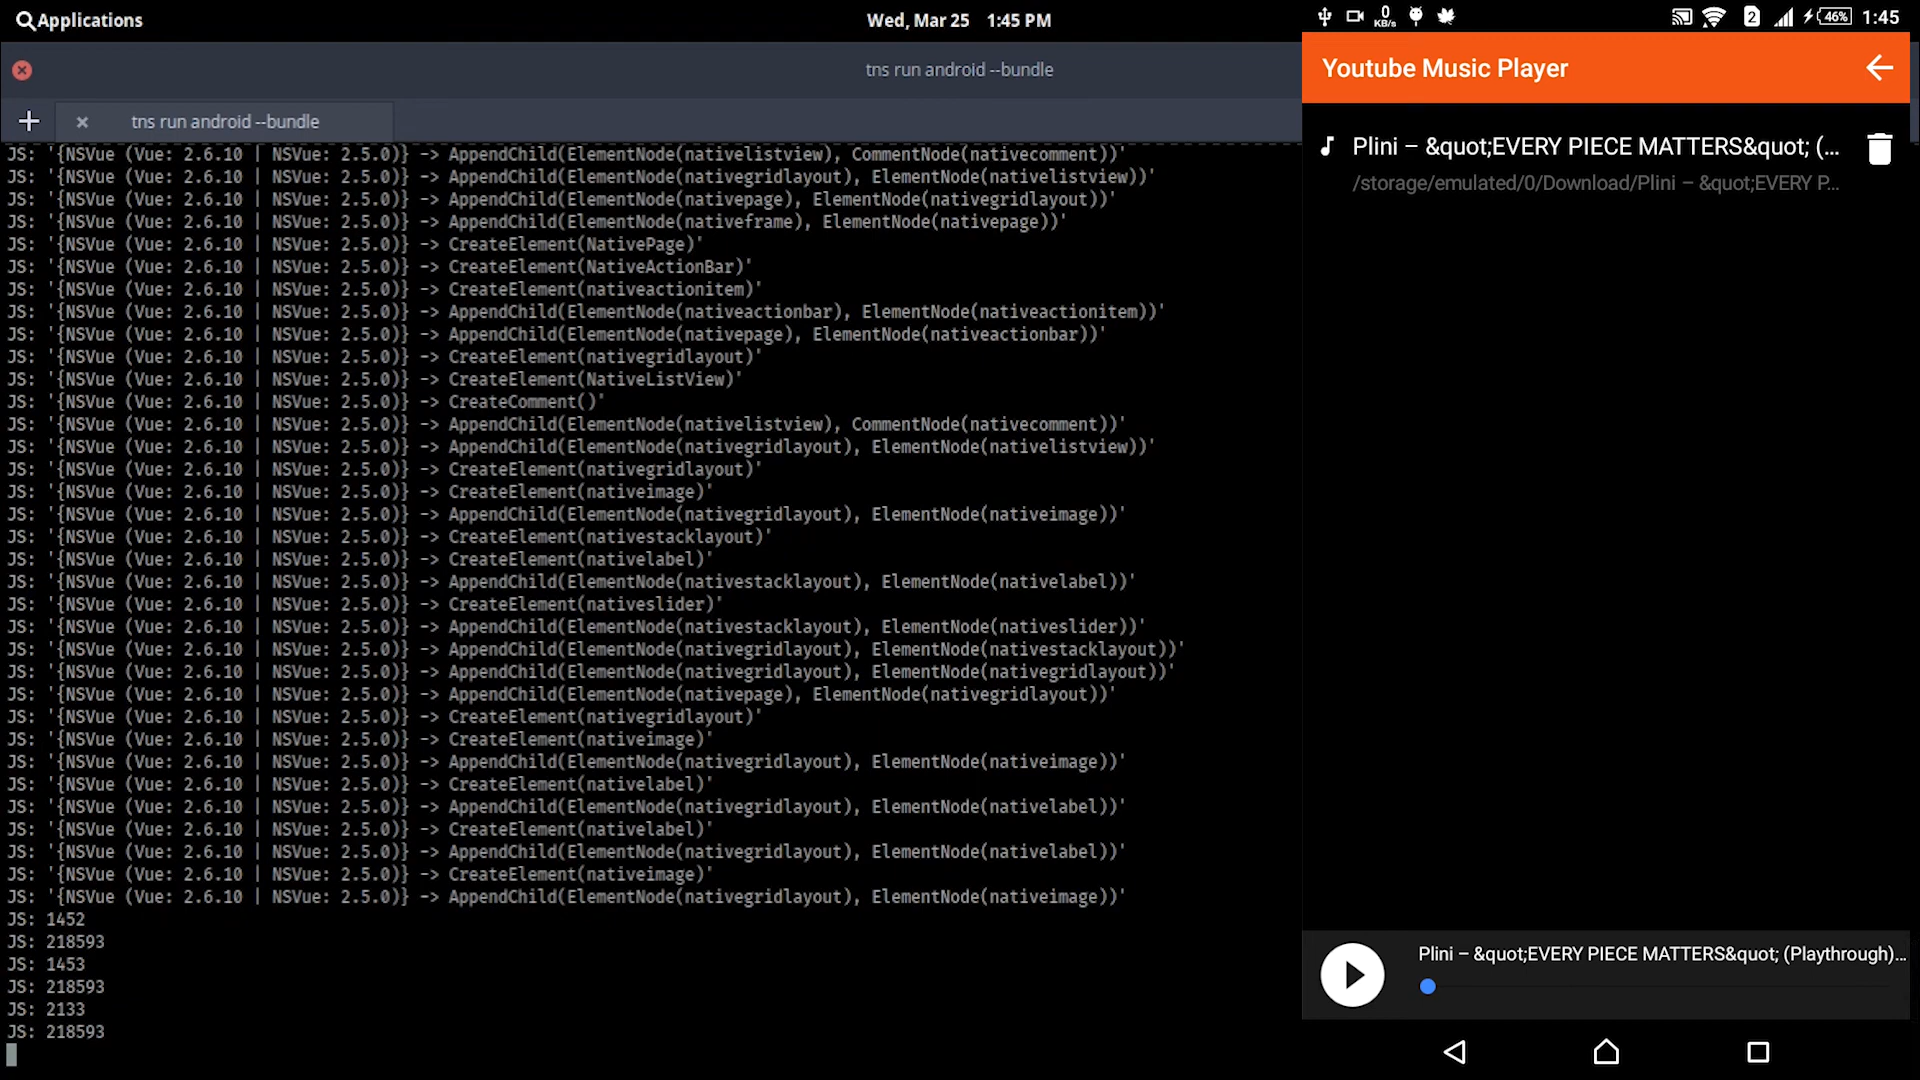 Applications
Wed, Mar 25 1:45 PM
tns run android --bundle
tns run android --bundle
JS: '{NSVue (Vue: 2.6.10 | NSVue: 2.5.0)} -> AppendChild(ElementNode(nativelistview), CommentNode(nativecomment))'
JS: '{NSVue (Vue: 2.6.10 | NSVue: 2.5.0)} -> AppendChild(ElementNode(nativegridlayout), ElementNode(nativelistview))'
JS: '{NSVue (Vue: 2.6.10 | NSVue: 2.5.0)} -> AppendChild(ElementNode(nativepage), ElementNode(nativegridlayout))'
JS: '{NSVue (Vue: 2.6.10 | NSVue: 2.5.0)} -> AppendChild(ElementNode(nativeframe), ElementNode(nativepage))'
JS: '{NSVue (Vue: 2.6.10 | NSVue: 2.5.0)} -> CreateElement(NativePage)'
JS: '{NSVue (Vue: 2.6.10 | NSVue: 2.5.0)} -> CreateElement(NativeActionBar)'
JS: '{NSVue (Vue: 2.6.10 | NSVue: 2.5.0)} -> CreateElement(nativeactionitem)'
JS: '{NSVue (Vue: 2.6.10 | NSVue: 2.5.0)} -> AppendChild(ElementNode(nativeactionbar), ElementNode(nativeactionitem))'
JS: '{NSVue (Vue: 2.6.10 | NSVue: 2.5.0)} -> AppendChild(ElementNode(nativepage), ElementNode(nativeactionbar))'
JS: '{NSVue (Vue: 2.6.10 | NSVue: 2.5.0)} -> CreateElement(nativegridlayout)'
JS: '{NSVue (Vue: 2.6.10 | NSVue: 2.5.0)} -> CreateElement(NativeListView)'
JS: '{NSVue (Vue: 2.6.10 | NSVue: 2.5.0)} -> CreateComment()'
JS: '{NSVue (Vue: 2.6.10 | NSVue: 2.5.0)} -> AppendChild(ElementNode(nativelistview), CommentNode(nativecomment))'
JS: '{NSVue (Vue: 2.6.10 | NSVue: 2.5.0)} -> AppendChild(ElementNode(nativegridlayout), ElementNode(nativelistview))'
JS: '{NSVue (Vue: 2.6.10 | NSVue: 2.5.0)} -> CreateElement(nativegridlayout)'
JS: '{NSVue (Vue: 2.6.10 | NSVue: 2.5.0)} -> CreateElement(nativeimage)'
JS: '{NSVue (Vue: 2.6.10 | NSVue: 2.5.0)} -> AppendChild(ElementNode(nativegridlayout), ElementNode(nativeimage))'
JS: '{NSVue (Vue: 2.6.10 | NSVue: 2.5.0)} -> CreateElement(nativestacklayout)'
JS: '{NSVue (Vue: 2.6.10 | NSVue: 2.5.0)} -> CreateElement(nativelabel)'
JS: '{NSVue (Vue: 2.6.10 | NSVue: 2.5.0)} -> AppendChild(ElementNode(nativestacklayout), ElementNode(nativelabel))'
JS: '{NSVue (Vue: 2.6.10 | NSVue: 2.5.0)} -> CreateElement(nativeslider)'
JS: '{NSVue (Vue: 2.6.10 | NSVue: 2.5.0)} -> AppendChild(ElementNode(nativestacklayout), ElementNode(nativeslider))'
JS: '{NSVue (Vue: 2.6.10 | NSVue: 2.5.0)} -> AppendChild(ElementNode(nativegridlayout), ElementNode(nativestacklayout))'
JS: '{NSVue (Vue: 2.6.10 | NSVue: 2.5.0)} -> AppendChild(ElementNode(nativegridlayout), ElementNode(nativegridlayout))'
JS: '{NSVue (Vue: 2.6.10 | NSVue: 2.5.0)} -> AppendChild(ElementNode(nativepage), ElementNode(nativegridlayout))'
JS: '{NSVue (Vue: 2.6.10 | NSVue: 2.5.0)} -> CreateElement(nativegridlayout)'
JS: '{NSVue (Vue: 2.6.10 | NSVue: 2.5.0)} -> CreateElement(nativeimage)'
JS: '{NSVue (Vue: 2.6.10 | NSVue: 2.5.0)} -> AppendChild(ElementNode(nativegridlayout), ElementNode(nativeimage))'
JS: '{NSVue (Vue: 2.6.10 | NSVue: 2.5.0)} -> CreateElement(nativelabel)'
JS: '{NSVue (Vue: 2.6.10 | NSVue: 2.5.0)} -> AppendChild(ElementNode(nativegridlayout), ElementNode(nativelabel))'
JS: '{NSVue (Vue: 2.6.10 | NSVue: 2.5.0)} -> CreateElement(nativelabel)'
JS: '{NSVue (Vue: 2.6.10 | NSVue: 2.5.0)} -> AppendChild(ElementNode(nativegridlayout), ElementNode(nativelabel))'
JS: '{NSVue (Vue: 2.6.10 | NSVue: 2.5.0)} -> CreateElement(nativeimage)'
JS: '{NSVue (Vue: 2.6.10 | NSVue: 2.5.0)} -> AppendChild(ElementNode(nativegridlayout), ElementNode(nativeimage))'
JS: 1452
JS: 218593
JS: 1453
JS: 218593
JS: 2133
JS: 218593
0 KB/s 2 46% 1:45
Youtube Music Player
Plini – &quot;EVERY PIECE MATTERS&quot; (...
/storage/emulated/0/Download/Plini – &quot;EVERY P...
Plini – &quot;EVERY PIECE MATTERS&quot; (Playthrough)...